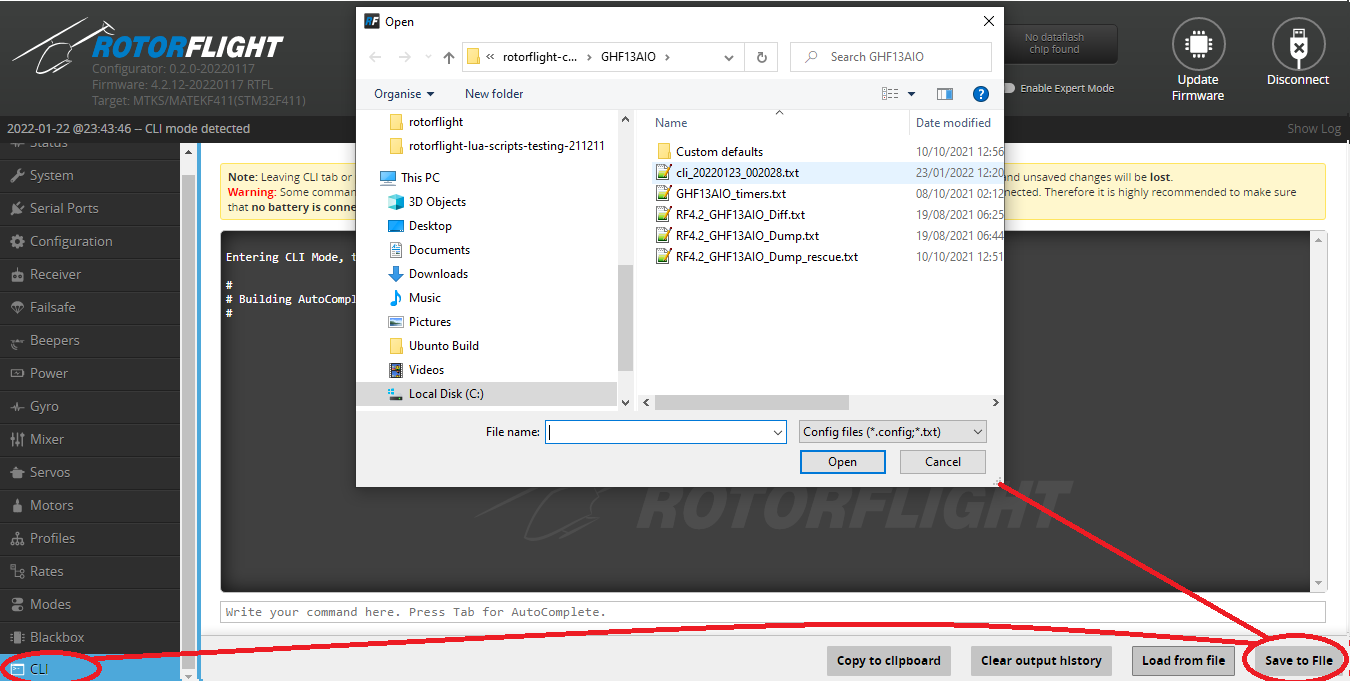 ROTORFLIGHT
Configurator: 0.2.0-20220117
Firmware: 4.2.12-20220117 RTFL
Target: MTKS/MATEKF411(STM32F411)
No dataflash
chip found
Enable Expert Mode
Update
Firmware
Disconnect
2022-01-22 @23:43:46 -- CLI mode detected
Show Log
Status
System
Serial Ports
Configuration
Receiver
Failsafe
Beepers
Power
Gyro
Mixer
Servos
Motors
Profiles
Rates
Modes
Blackbox
CLI
Note: Leaving CLI tab or
and unsaved changes will be lost.
Warning: Some comman
nected. Therefore it is highly recommended to make sure
that no battery is conne
Entering CLI Mode, t
#
# Building AutoCompl
#
Open
« rotorflight-c... › GHF13AIO ›
Search GHF13AIO
Organise
New folder
rotorflight
rotorflight-lua-scripts-testing-211211
This PC
3D Objects
Desktop
Documents
Downloads
Music
Pictures
Ubunto Build
Videos
Local Disk (C:)
Name
Date modified
Custom defaults 10/10/2021 12:56
cli_20220123_002028.txt 23/01/2022 12:20
GHF13AIO_timers.txt 08/10/2021 02:12
RF4.2_GHF13AIO_Diff.txt 19/08/2021 06:25
RF4.2_GHF13AIO_Dump.txt 19/08/2021 06:44
RF4.2_GHF13AIO_Dump_rescue.txt 10/10/2021 12:51
File name:
Config files (*.config;*.txt)
Open
Cancel
ROTORFLIGHT
Write your command here. Press Tab for AutoComplete.
Copy to clipboard
Clear output history
Load from file
Save to File